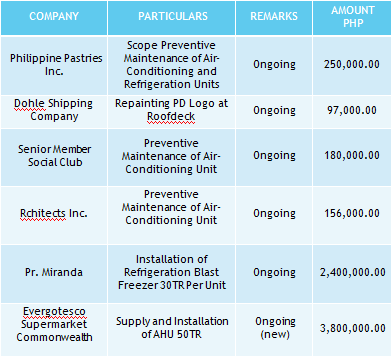 COMPANY PARTICULARS REMARKS AMOUNT
PHP
Philippine Pastries
Inc.
Scope Preventive
Maintenance of Air-
Conditioning and
Refrigeration Units
Ongoing
250,000.00
Dohle Shipping
Company
Repainting PD Logo at
Roofdeck
Ongoing
97,000.00
Senior Member
Social Club
Preventive
Maintenance of Air-
Conditioning Unit
Ongoing
180,000.00
Rchitects Inc.
Preventive
Maintenance of Air-
Conditioning Unit
Ongoing
156,000.00
Pr. Miranda
Installation of
Refrigeration Blast
Freezer 30TR Per Unit
Ongoing
2,400,000.00
Evergotesco
Supermarket
Commonwealth
Supply and Installation
of AHU 50TR
Ongoing
(new)
3,800,000.00